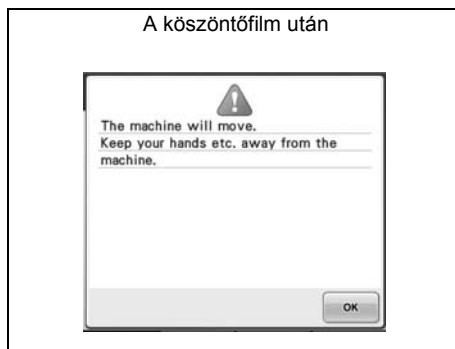 A köszöntőfilm után
The machine will move.
Keep your hands etc. away from the
machine.
OK